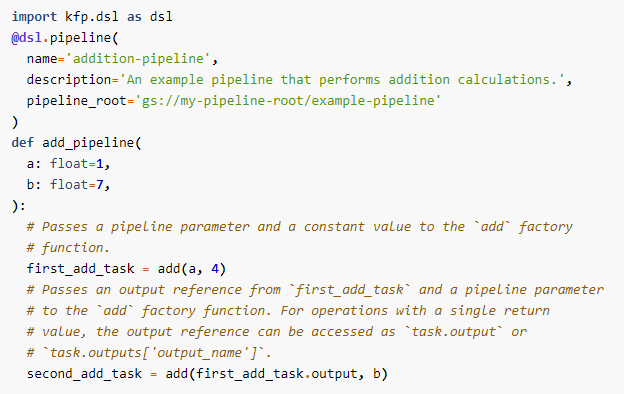 import kfp.dsl as dsl
@dsl.pipeline(
  name='addition-pipeline',
  description='An example pipeline that performs addition calculations.',
  pipeline_root='gs://my-pipeline-root/example-pipeline'
)
def add_pipeline(
  a: float=1,
  b: float=7,
):
  # Passes a pipeline parameter and a constant value to the `add` factory
  # function.
  first_add_task = add(a, 4)
  # Passes an output reference from `first_add_task` and a pipeline parameter
  # to the `add` factory function. For operations with a single return
  # value, the output reference can be accessed as `task.output` or
  # `task.outputs['output_name']`.
  second_add_task = add(first_add_task.output, b)